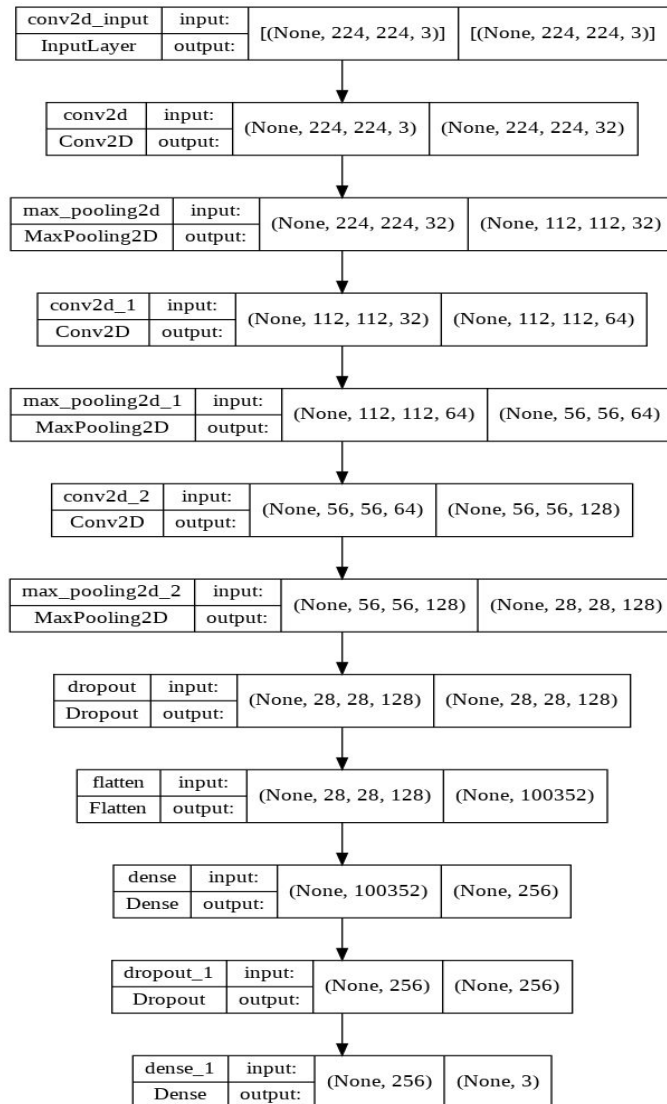 conv2d_input input: [(None, 224, 224, 3)] [(None, 224, 224, 3)]
InputLayer output:
conv2d input: (None, 224, 224, 3) (None, 224, 224, 32)
Conv2D output:
max_pooling2d input: (None, 224, 224, 32) (None, 112, 112, 32)
MaxPooling2D output:
conv2d_1 input: (None, 112, 112, 32) (None, 112, 112, 64)
Conv2D output:
max_pooling2d_1 input: (None, 112, 112, 64) (None, 56, 56, 64)
MaxPooling2D output:
conv2d_2 input: (None, 56, 56, 64) (None, 56, 56, 128)
Conv2D output:
max_pooling2d_2 input: (None, 56, 56, 128) (None, 28, 28, 128)
MaxPooling2D output:
dropout input: (None, 28, 28, 128) (None, 28, 28, 128)
Dropout output:
flatten input: (None, 28, 28, 128) (None, 100352)
Flatten output:
dense input: (None, 100352) (None, 256)
Dense output:
dropout_1 input: (None, 256) (None, 256)
Dropout output:
dense_1 input: (None, 256) (None, 3)
Dense output: